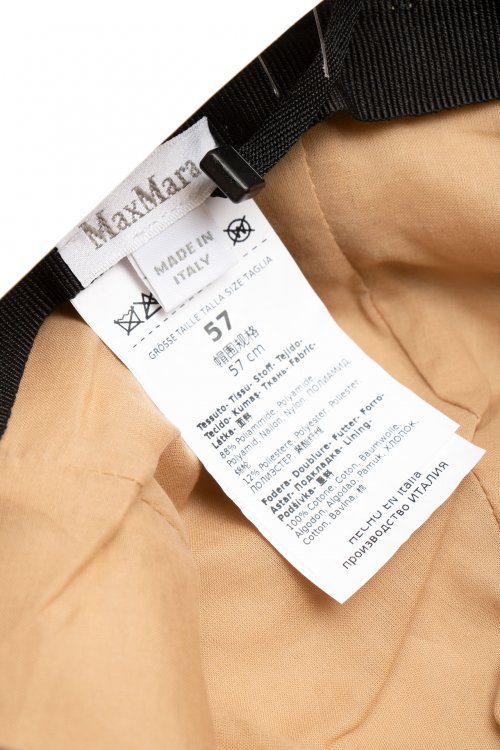 MaxMara
MADE IN
ITALY
GRÖSSE TAILLE TALLA SIZE TAGLIA
57
帽围规格
57 cm
Tessuto- Tissu- Stoff- Tejido-
Tecido- Kumas- Ткань- Fabric-
Látka- 面料
88% Poliammide, Polyamide
Polyamid, Nailon, Nylon, ПОЛИАМИД
锦纶
12% Poliestere, Polyester, Poliester,
ПОЛИЭСТЕР, 聚酯纤维
Fodera- Doublure- Futter- Forro-
Astar- Подкладка- Lining-
Podšívka- 里料
100% Cotone, Coton, Baumwolle,
Algodon, Algodão, Pamuk, ХЛОПОК,
Cotton, Bavlna, 棉
HECHO EN Italia
производство ИТАЛИЯ